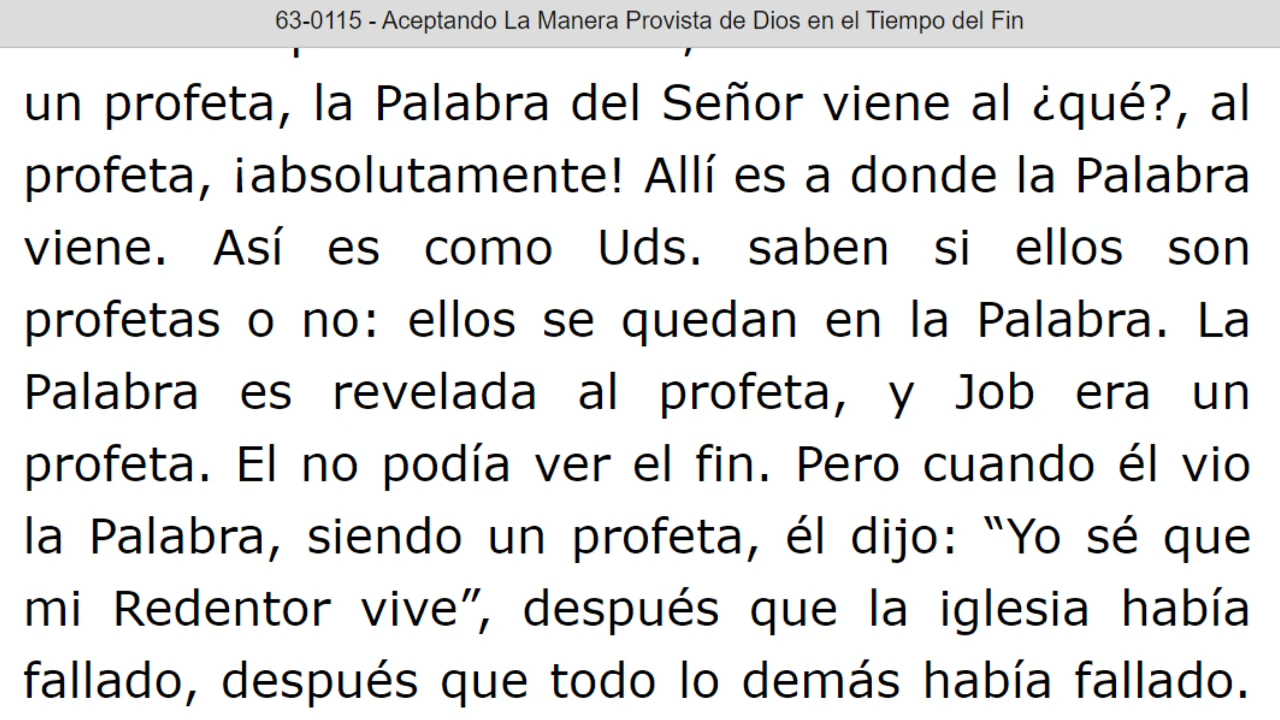 63-0115 - Aceptando La Manera Provista de Dios en el Tiempo del Fin
un profeta, la Palabra del Señor viene al ¿qué?, al
profeta, ¡absolutamente! Allí es a donde la Palabra
viene. Así es como Uds. saben si ellos son
profetas o no: ellos se quedan en la Palabra. La
Palabra es revelada al profeta, y Job era un
profeta. El no podía ver el fin. Pero cuando él vio
la Palabra, siendo un profeta, él dijo: “Yo sé que
mi Redentor vive”, después que la iglesia había
fallado, después que todo lo demás había fallado.